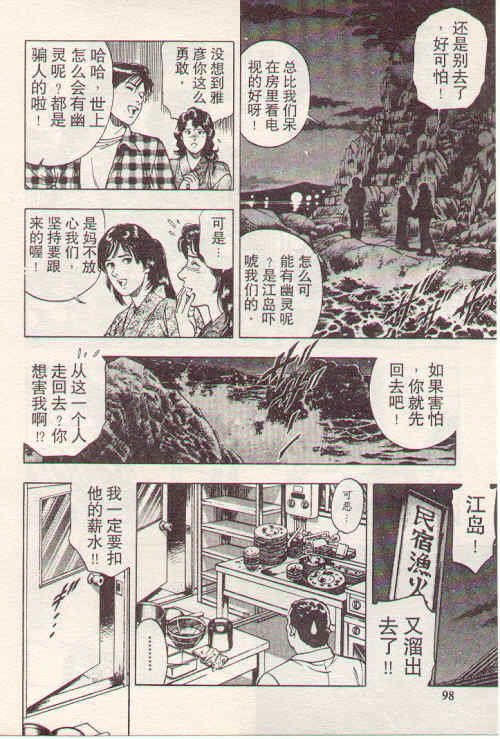 还是别去了
，好可怕！
总比我们呆
在房里看电
视的好呀！
怎么可
能有幽灵呢
？是江岛吓
唬我们的．
没想到雅
彦你这么
勇敢．
哈哈，世上
怎么会有幽
灵呢？都是
骗人的啦！
可是…
是妈不放
心我们，
坚持要跟
来的喔！
如果害怕
，你就先
回去吧！
从这一个人
走回去？你
想害我啊!?
江岛！
民宿漁火
又溜出
去了!!
可恶…
………
我一定要扣
他的薪水!!
98